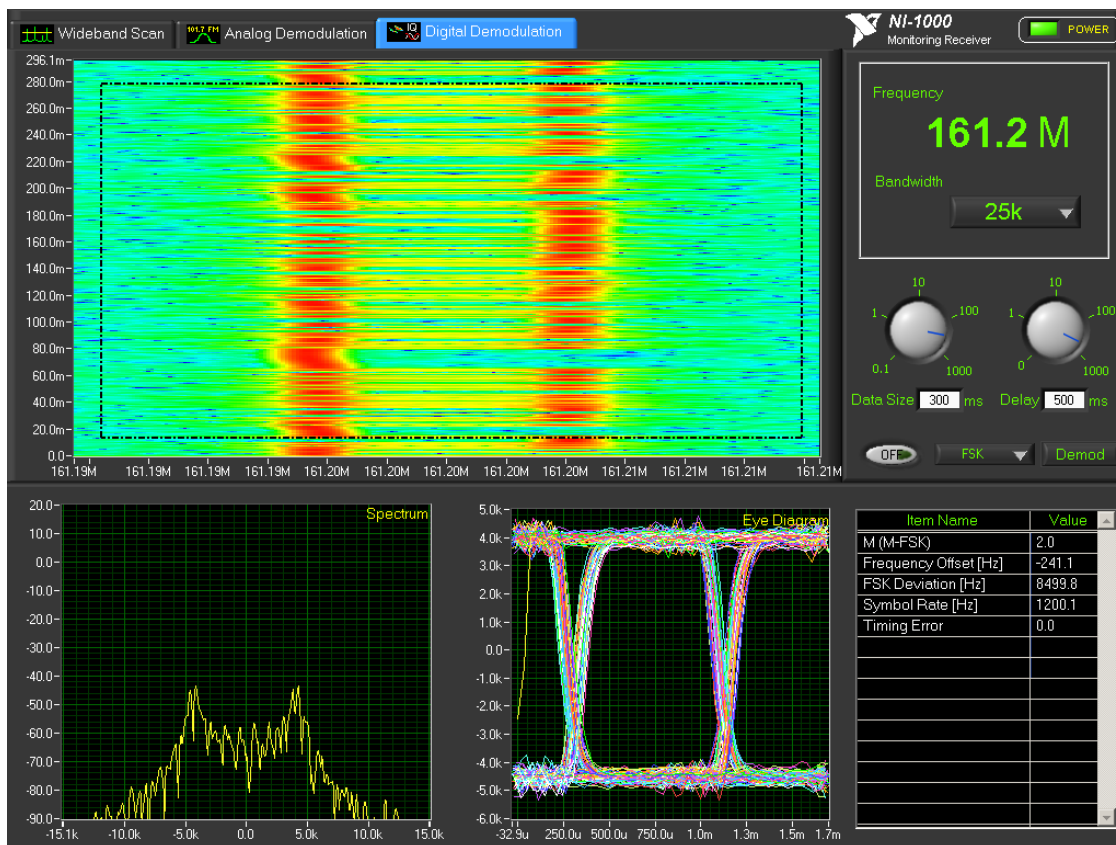 Wideband Scan
101.7 FM
Analog Demodulation
IQ
Digital Demodulation
NI-1000
Monitoring Receiver
POWER
296.1m
280.0m
260.0m
240.0m
220.0m
200.0m
180.0m
160.0m
140.0m
120.0m
100.0m
80.0m
60.0m
40.0m
20.0m
0.0
161.19M 161.19M 161.19M 161.19M 161.20M 161.20M 161.20M 161.20M 161.20M 161.21M 161.21M 161.21M 161.21M
Frequency
161.2 M
Bandwidth
25k
10
1
100
0.1
1000
Data Size 300 ms
10
1
100
0
1000
Delay 500 ms
OFF
FSK
Demod
Spectrum
20.0
0.0
-20.0
-40.0
-50.0
-60.0
-70.0
-80.0
-90.0
-15.1k -10.0k -5.0k 0.0 5.0k 10.0k 15.0k
Eye Diagram
5.0k
4.0k
3.0k
2.0k
1.0k
0.0
-1.0k
-2.0k
-3.0k
-4.0k
-5.0k
-6.0k
-32.9u 250.0u 500.0u 750.0u 1.0m 1.3m 1.5m 1.7m
Item Name Value
M (M-FSK) 2.0
Frequency Offset [Hz] -241.1
FSK Deviation [Hz] 8499.8
Symbol Rate [Hz] 1200.1
Timing Error 0.0